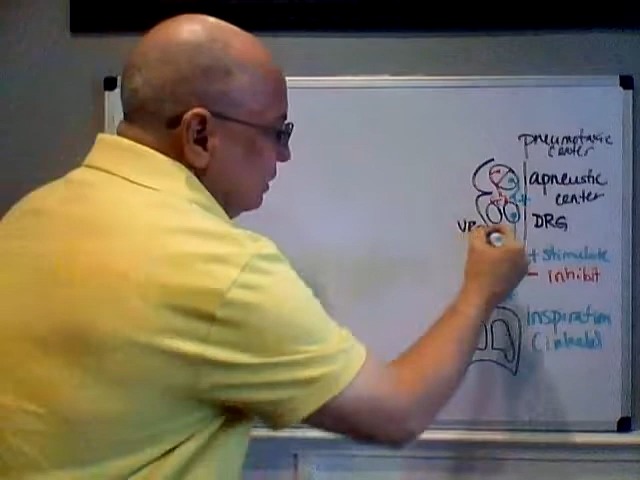 pneumotaxic
center
apneustic
center
DRG
+ stimulate
- inhibit
inspiration
(inhale)